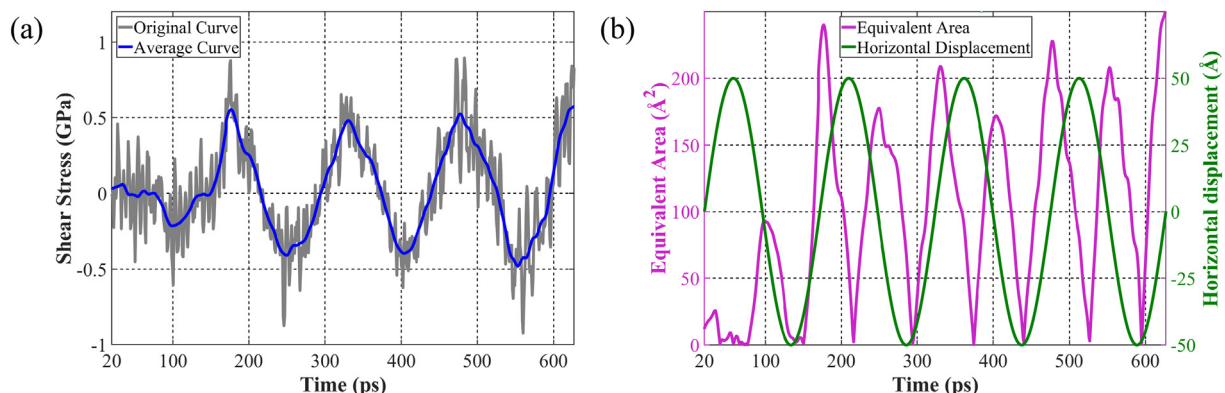 (a)
Original Curve
Average Curve
Shear Stress (GPa)
1
0.5
0
-0.5
-1
20 100 200 300 400 500 600
Time (ps)
(b)
Equivalent Area
Horizontal Displacement
Equivalent Area (Å2)
200
150
100
50
0
Horizontal displacement (Å)
50
25
0
-25
-50
20 100 200 300 400 500 600
Time (ps)